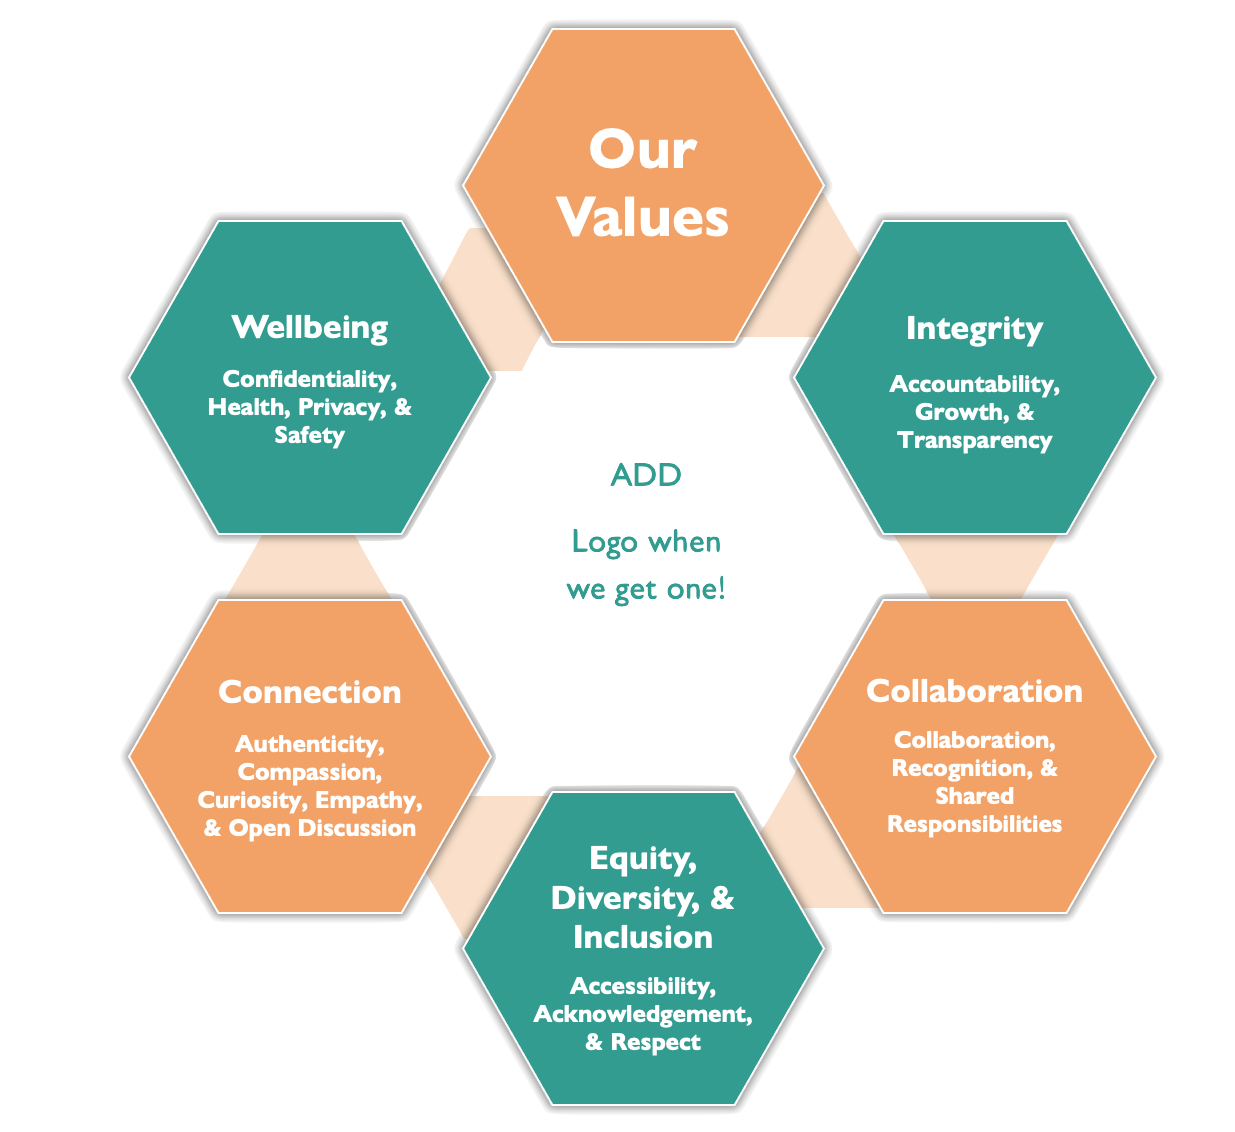 Our
Values
Wellbeing
Confidentiality,
Health, Privacy, &
Safety
Integrity
Accountability,
Growth, &
Transparency
ADD
Logo when
we get one!
Connection
Authenticity,
Compassion,
Curiosity, Empathy,
& Open Discussion
Collaboration
Collaboration,
Recognition, &
Shared
Responsibilities
Equity,
Diversity, &
Inclusion
Accessibility,
Acknowledgement,
& Respect